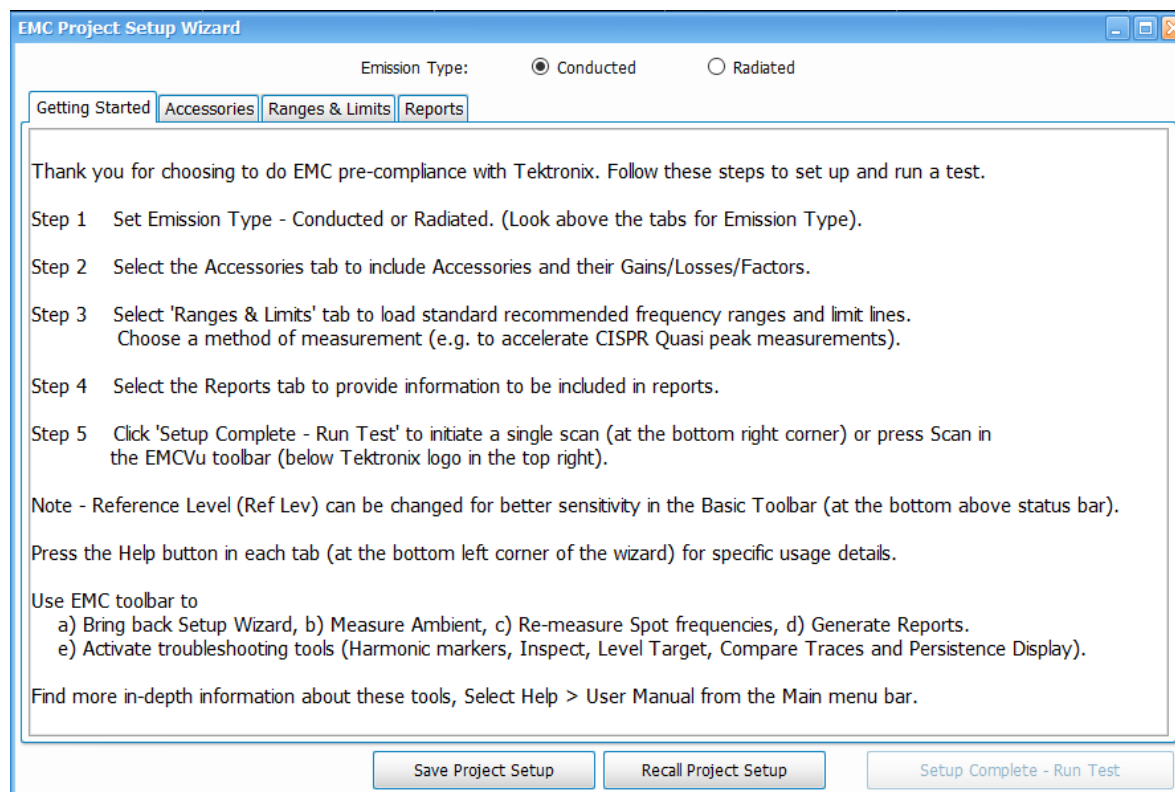 EMC Project Setup Wizard
Emission Type: Conducted Radiated
Getting Started Accessories Ranges & Limits Reports
Thank you for choosing to do EMC pre-compliance with Tektronix. Follow these steps to set up and run a test.
Step 1 Set Emission Type - Conducted or Radiated. (Look above the tabs for Emission Type).
Step 2 Select the Accessories tab to include Accessories and their Gains/Losses/Factors.
Step 3 Select 'Ranges & Limits' tab to load standard recommended frequency ranges and limit lines.
Choose a method of measurement (e.g. to accelerate CISPR Quasi peak measurements).
Step 4 Select the Reports tab to provide information to be included in reports.
Step 5 Click 'Setup Complete - Run Test' to initiate a single scan (at the bottom right corner) or press Scan in
the EMCVu toolbar (below Tektronix logo in the top right).
Note - Reference Level (Ref Lev) can be changed for better sensitivity in the Basic Toolbar (at the bottom above status bar).
Press the Help button in each tab (at the bottom left corner of the wizard) for specific usage details.
Use EMC toolbar to
a) Bring back Setup Wizard, b) Measure Ambient, c) Re-measure Spot frequencies, d) Generate Reports.
e) Activate troubleshooting tools (Harmonic markers, Inspect, Level Target, Compare Traces and Persistence Display).
Find more in-depth information about these tools, Select Help > User Manual from the Main menu bar.
Save Project Setup Recall Project Setup Setup Complete - Run Test